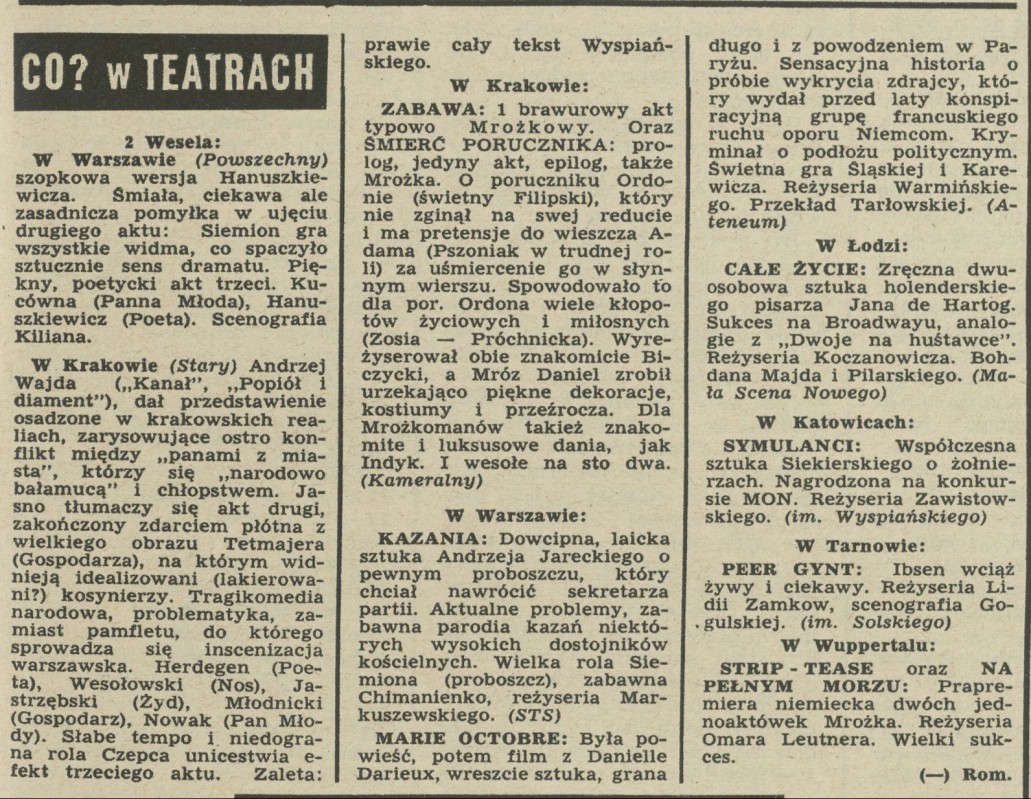 CO? w TEATRACH
2 Wesela:
W Warszawie (Powszechny)
szopkowa wersja Hanuszkie-
wicza. Śmiała, ciekawa ale
zasadnicza pomyłka w ujęciu
drugiego aktu: Siemion gra
wszystkie widma, co spaczyło
sztucznie sens dramatu. Pię-
kny, poetycki akt trzeci. Ku-
cówna (Panna Młoda), Hanu-
szkiewicz (Poeta). Scenografia
Kiliana.
W Krakowie (Stary) Andrzej
Wajda („Kanał”, „Popiół i
diament”), dał przedstawienie
osadzone w krakowskich rea-
liach, zarysowujące ostro kon-
flikt między „panami z mia-
sta”, którzy się „narodowo
bałamucą” i chłopstwem. Ja-
sno tłumaczy się akt drugi,
zakończony zdarciem płótna z
wielkiego obrazu Tetmajera
(Gospodarza), na którym wid-
nieją idealizowani (lakierowa-
ni?) kosynierzy. Tragikomedia
narodowa, problematyka, za-
miast pamfletu, do którego
sprowadza się inscenizacja
warszawska. Herdegen (Poe-
ta), Wesołowski (Nos), Ja-
strzębski (Żyd), Młodnicki
(Gospodarz), Nowak (Pan Mło-
dy). Słabe tempo i niedogra-
na rola Czepca unicestwia e-
fekt trzeciego aktu. Zaleta:
prawie cały tekst Wyspiań-
skiego.
W Krakowie:
ZABAWA: 1 brawurowy akt
typowo Mrożkowy. Oraz
ŚMIERĆ PORUCZNIKA: pro-
log, jedyny akt, epilog, także
Mrożka. O poruczniku Ordo-
nie (świetny Filipski), który
nie zginął na swej reducie
i ma pretensje do wieszcza A-
dama (Pszoniak w trudnej ro-
li) za uśmiercenie go w słyn-
nym wierszu. Spowodowało to
dla por. Ordona wiele kłopo-
tów życiowych i miłosnych
(Zosia — Próchnicka). Wyre-
żyserował obie znakomicie Bi-
czycki, a Mróz Daniel zrobił
urzekająco piękne dekoracje,
kostiumy i przeźrocza. Dla
Mrożkomanów takież znako-
mite i luksusowe dania, jak
Indyk. I wesołe na sto dwa.
(Kameralny)
W Warszawie:
KAZANIA: Dowcipna, laicka
sztuka Andrzeja Jareckiego o
pewnym proboszczu, który
chciał nawrócić sekretarza
partii. Aktualne problemy, za-
bawna parodia kazań niektó-
rych wysokich dostojników
kościelnych. Wielka rola Sie-
miona (proboszcz), zabawna
Chimanienko, reżyseria Mar-
kuszewskiego. (STS)
MARIE OCTOBRE: Była po-
wieść, potem film z Danielle
Darieux, wreszcie sztuka, grana
długo i z powodzeniem w Pa-
ryżu. Sensacyjna historia o
próbie wykrycia zdrajcy, któ-
ry wydał przed laty konspi-
racyjną grupę francuskiego
ruchu oporu Niemcom. Kry-
minał o podłożu politycznym.
Świetna gra Śląskiej i Kare-
wicza. Reżyseria Warmińskie-
go. Przekład Tarłowskiej. (A-
teneum)
W Łodzi:
CAŁE ŻYCIE: Zręczna dwu-
osobowa sztuka holenderskie-
go pisarza Jana de Hartog.
Sukces na Broadwayu, analo-
gie z „Dwoje na huśtawce”.
Reżyseria Koczanowicza. Boh-
dana Majda i Pilarskiego. (Ma-
ła Scena Nowego)
W Katowicach:
SYMULANCI: Współczesna
sztuka Siekierskiego o żołnie-
rzach. Nagrodzona na konkur-
sie MON. Reżyseria Zawistow-
skiego. (im. Wyspiańskiego)
W Tarnowie:
PEER GYNT: Ibsen wciąż
żywy i ciekawy. Reżyseria Li-
dii Zamkow, scenografia Go-
gulskiej. (im. Solskiego)
W Wuppertalu:
STRIP-TEASE oraz NA
PEŁNYM MORZU: Prapre-
miera niemiecka dwóch jed-
noaktówek Mrożka. Reżyseria
Omara Leutnera. Wielki suk-
ces.
(—) Rom.